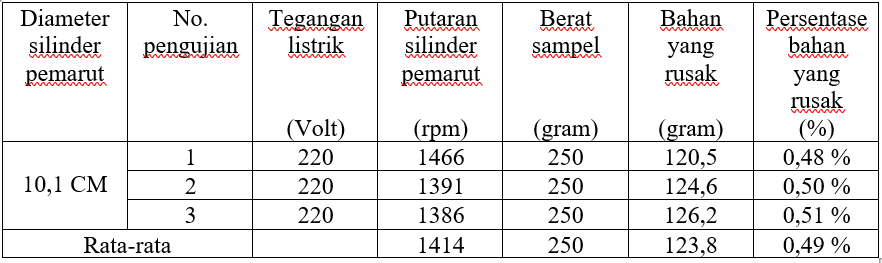 Diameter silinder pemarut | No. pengujian | Tegangan listrik (Volt) | Putaran silinder pemarut (rpm) | Berat sampel (gram) | Bahan yang rusak (gram) | Persentase bahan yang rusak (%)
10,1 CM | 1 | 220 | 1466 | 250 | 120,5 | 0,48 %
2 | 220 | 1391 | 250 | 124,6 | 0,50 %
3 | 220 | 1386 | 250 | 126,2 | 0,51 %
Rata-rata | 1414 | 250 | 123,8 | 0,49 %